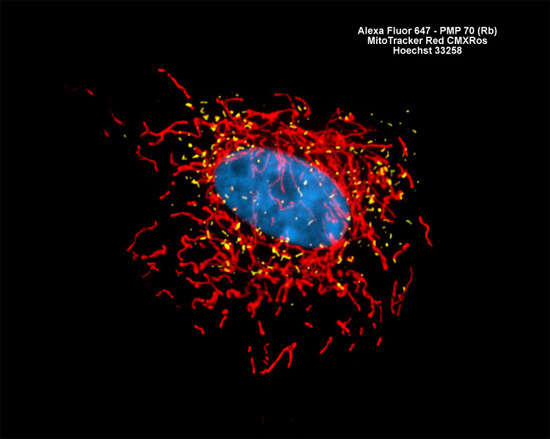 Alexa Fluor 647 - PMP 70 (Rb)
MitoTracker Red CMXRos
Hoechst 33258